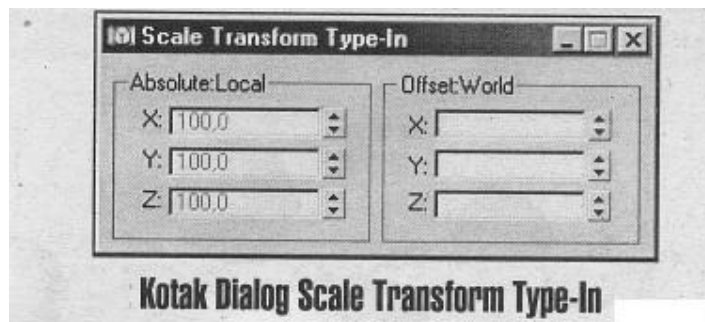 Scale Transform Type-In
Absolute:Local
X: 100,0
Y: 100,0
Z: 100,0
Offset:World
X:
Y:
Z:
Kotak Dialog Scale Transform Type-In